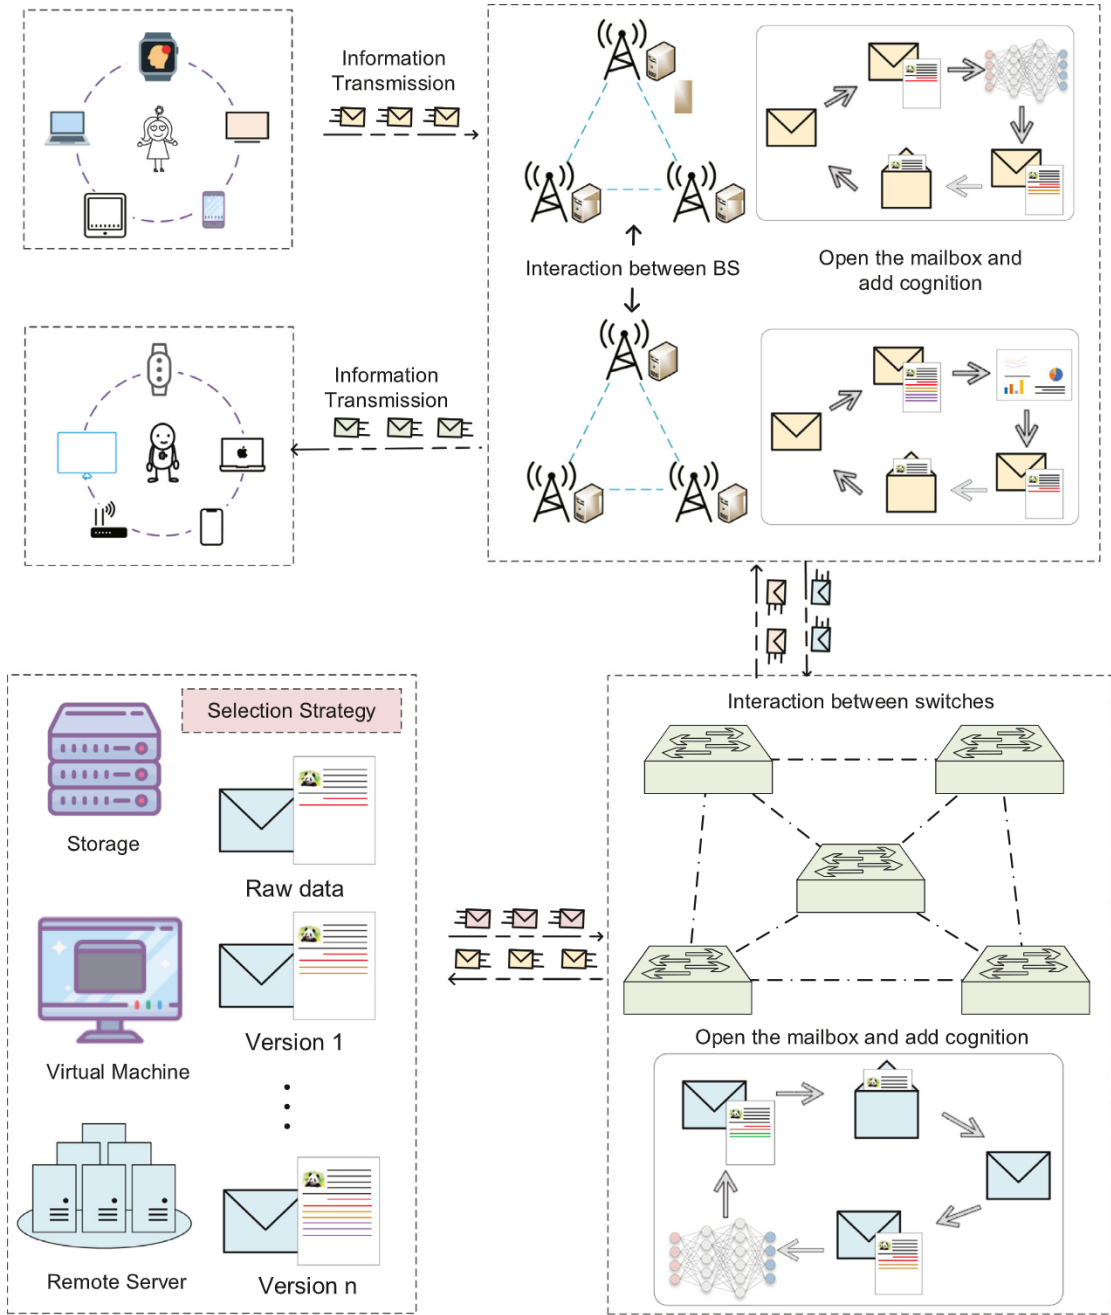 Information
Transmission
Interaction between BS
Open the mailbox and
add cognition
Information
Transmission
Selection Strategy
Storage
Raw data
Virtual Machine
Version 1
Remote Server
Version n
Interaction between switches
Open the mailbox and add cognition